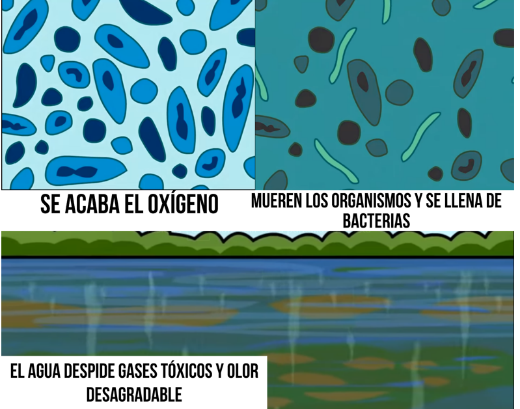 SE ACABA EL OXÍGENO
MUEREN LOS ORGANISMOS Y SE LLENA DE
BACTERIAS
EL AGUA DESPIDE GASES TÓXICOS Y OLOR
DESAGRADABLE